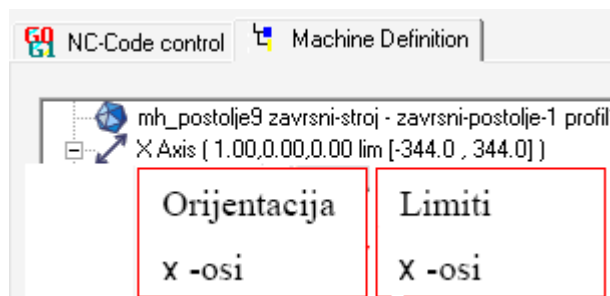 NC-Code control Machine Definition
mh_postolje9 zavrsni-stroj - zavrsni-postolje-1 profil
X Axis ( 1.00,0.00,0.00 lim [-344.0 , 344.0] )
Orijentacija Limiti
x -osi x -osi